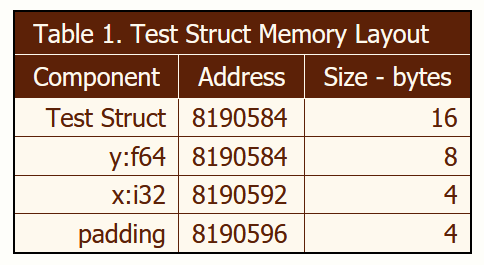 Table 1. Test Struct Memory Layout
Component Address Size - bytes
Test Struct 8190584 16
y:f64 8190584 8
x:i32 8190592 4
padding 8190596 4